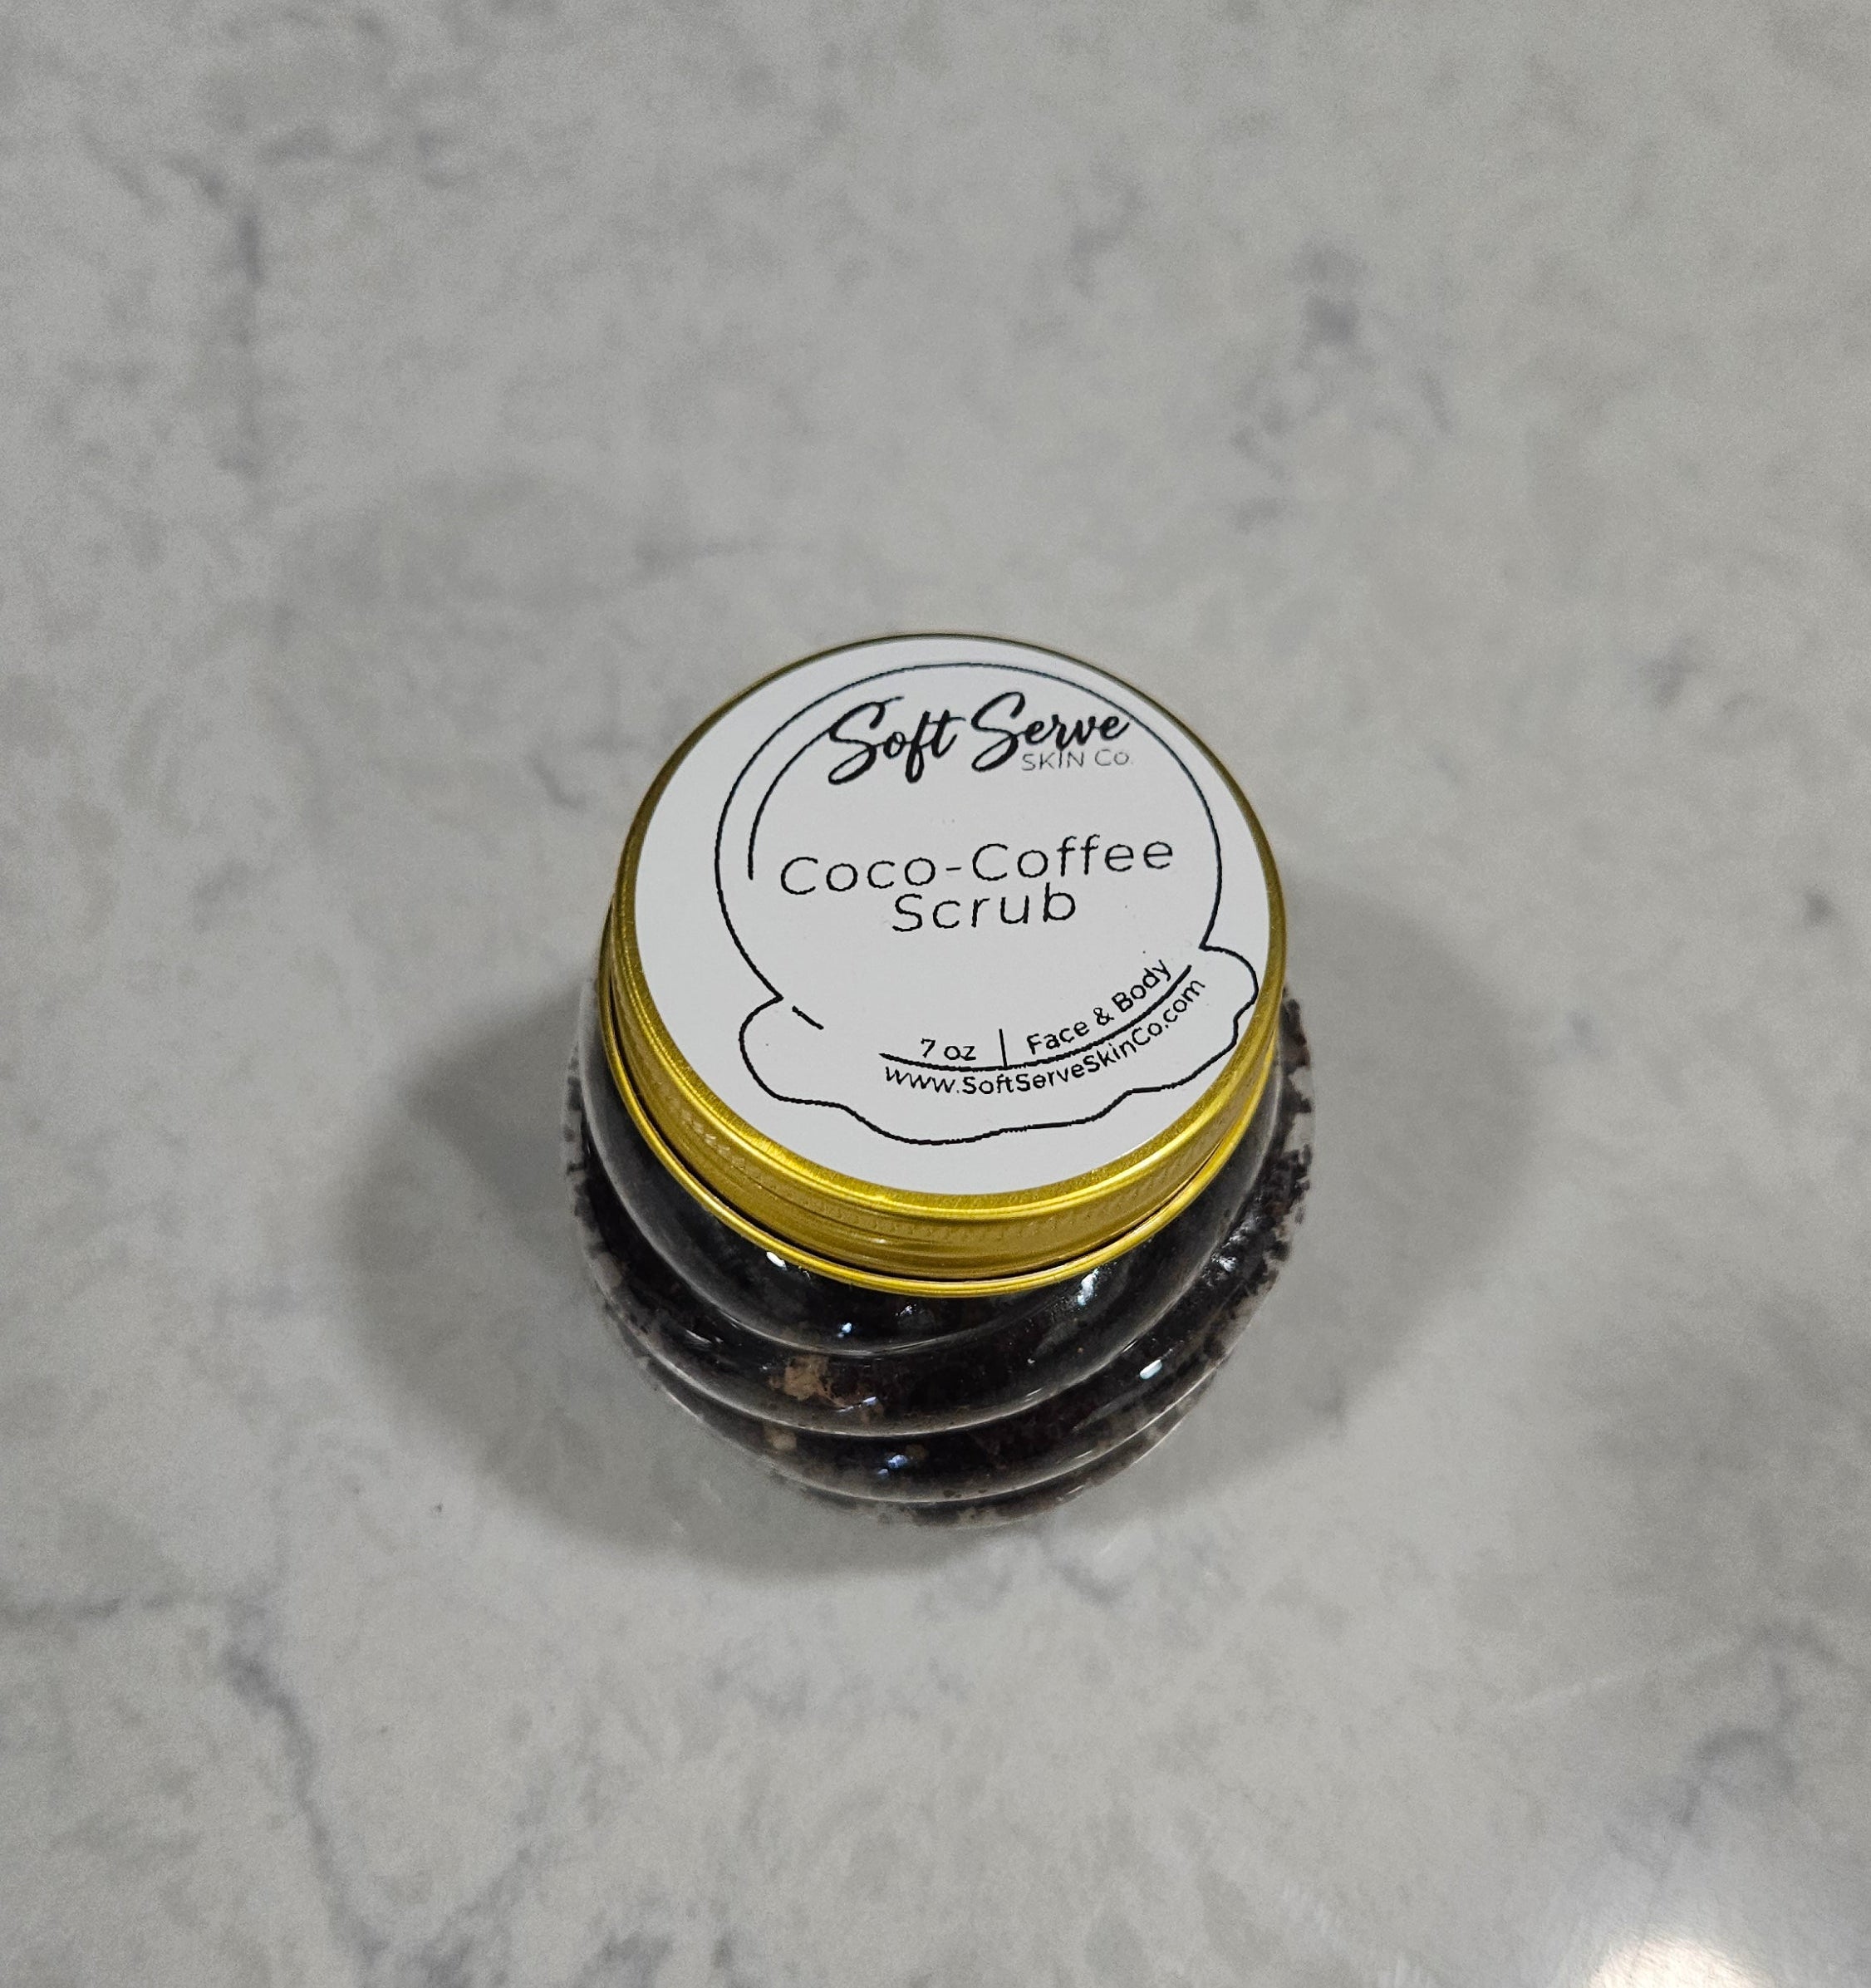 Soft Serve
SKIN Co.
Coco-Coffee
Scrub
7 oz | Face & Body
www.SoftServeSkinCo.com